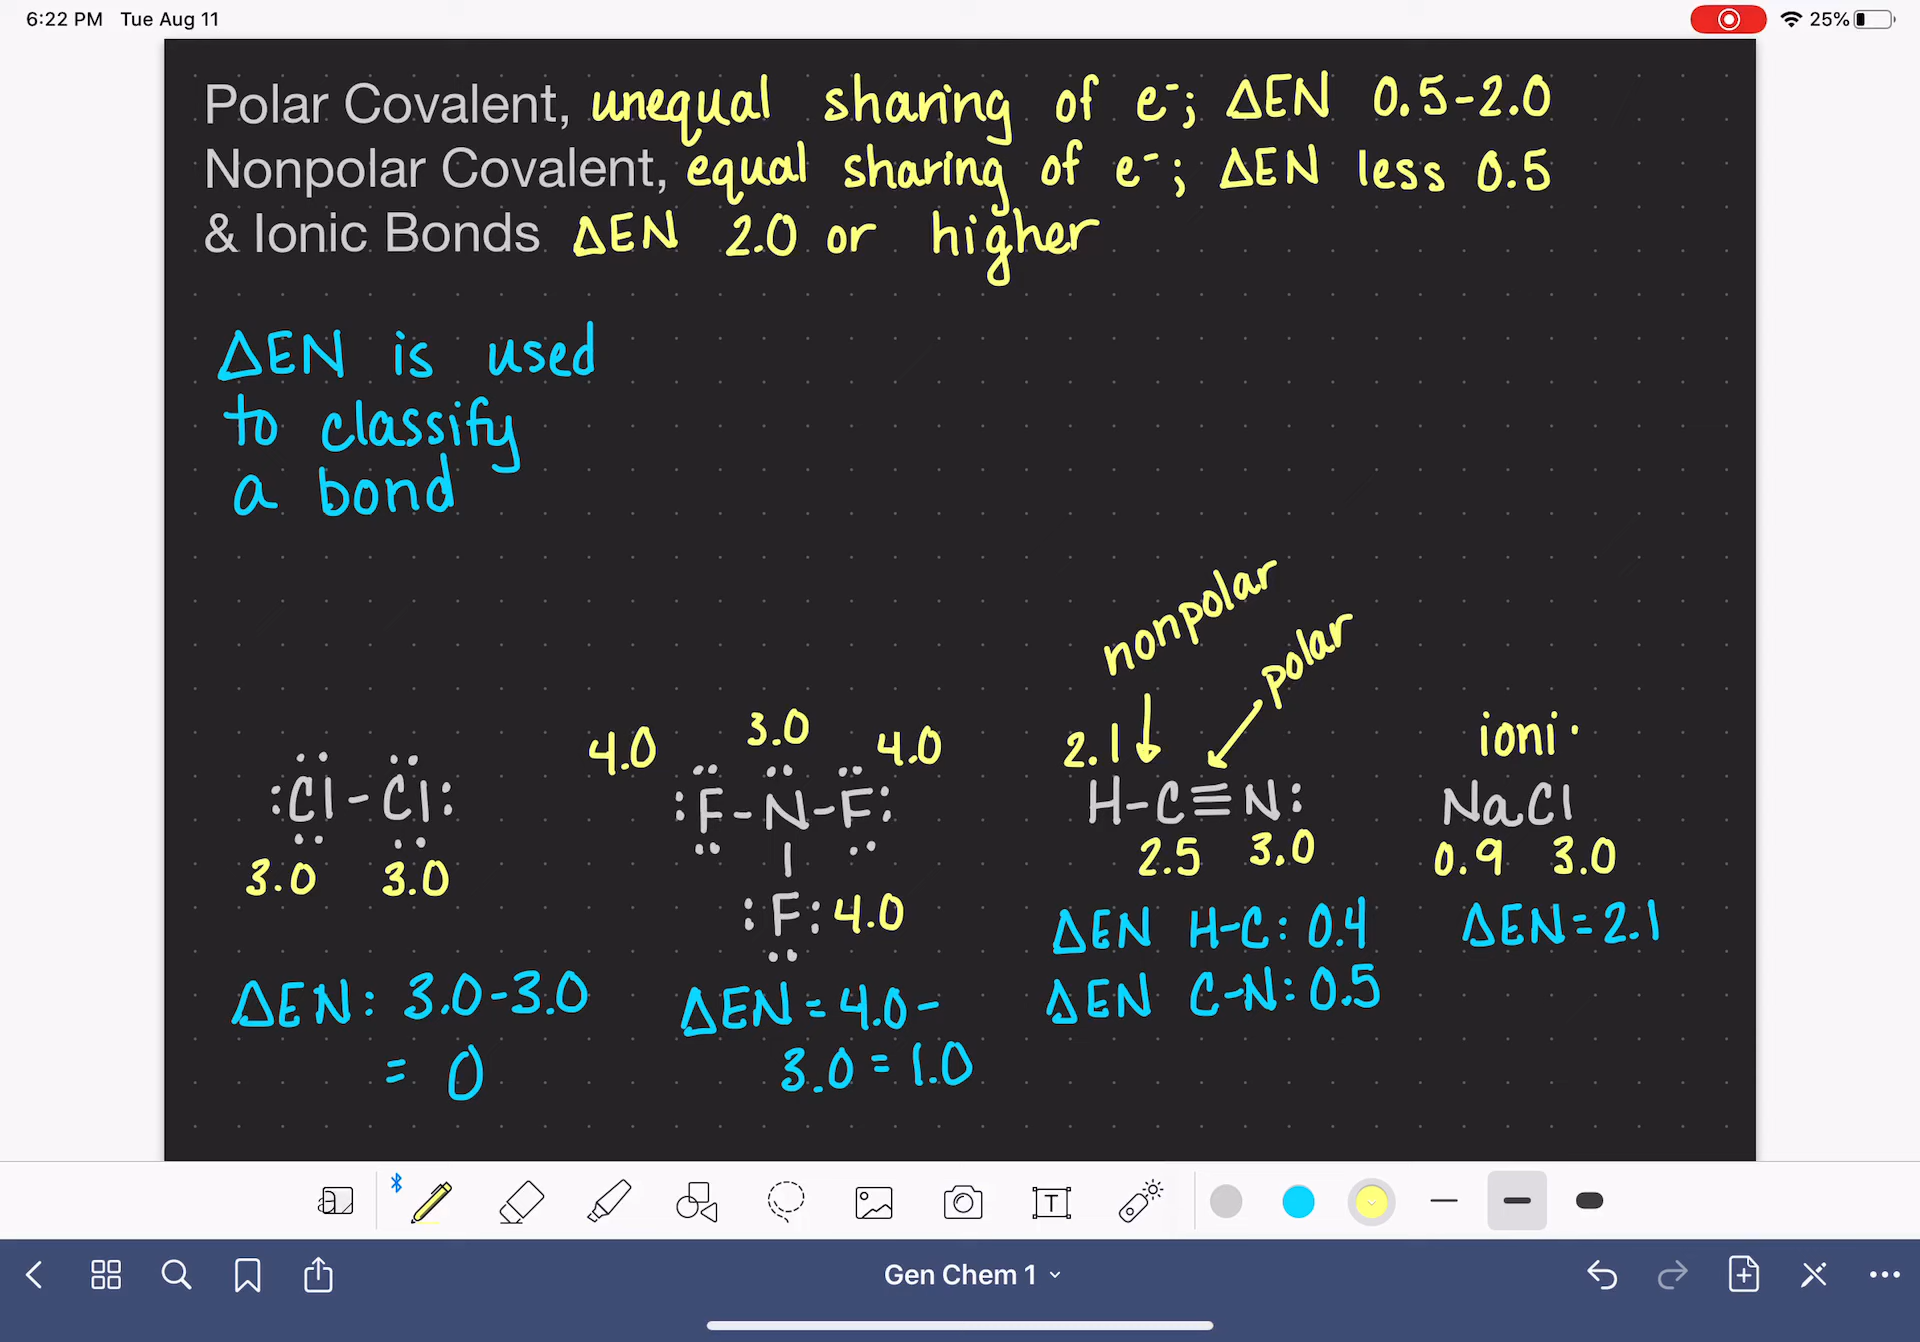 6:22 PM Tue Aug 11
25%
Polar Covalent, unequal sharing of e⁻; ΔEN 0.5-2.0
Nonpolar Covalent, equal sharing of e⁻; ΔEN less 0.5
& Ionic Bonds ΔEN 2.0 or higher
ΔEN is used
to classify
a bond
nonpolar
polar
4.0 3.0 4.0 2.1 ioni
:Cl-Cl: :F-N-F: H-C≡N: NaCl
3.0 3.0 2.5 3.0 0.9 3.0
:F: 4.0
ΔEN H-C: 0.4 ΔEN=2.1
ΔEN: 3.0-3.0 ΔEN=4.0- ΔEN C-N: 0.5
= 0 3.0=1.0
a T
Gen Chem 1